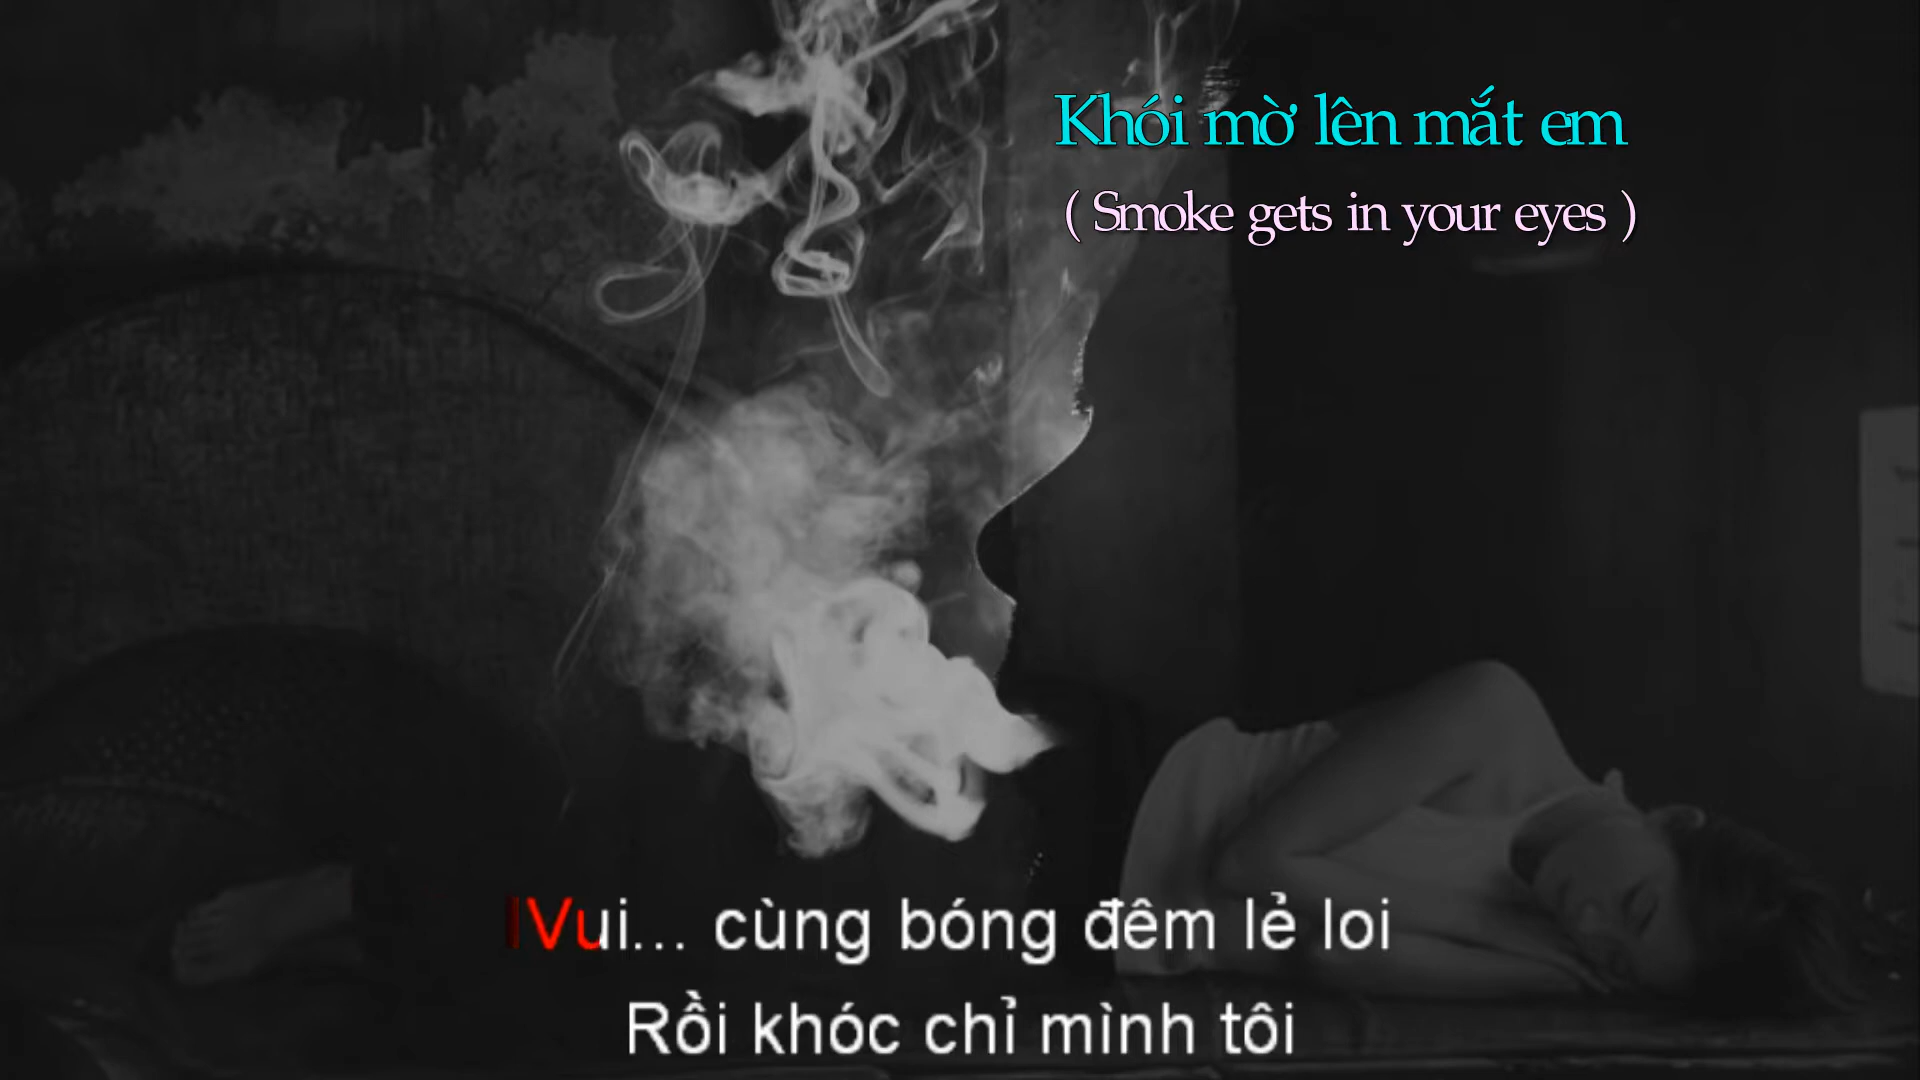 Khói mờ lên mắt em
( Smoke gets in your eyes )
Vui... cùng bóng đêm lẻ loi
Rồi khóc chỉ mình tôi